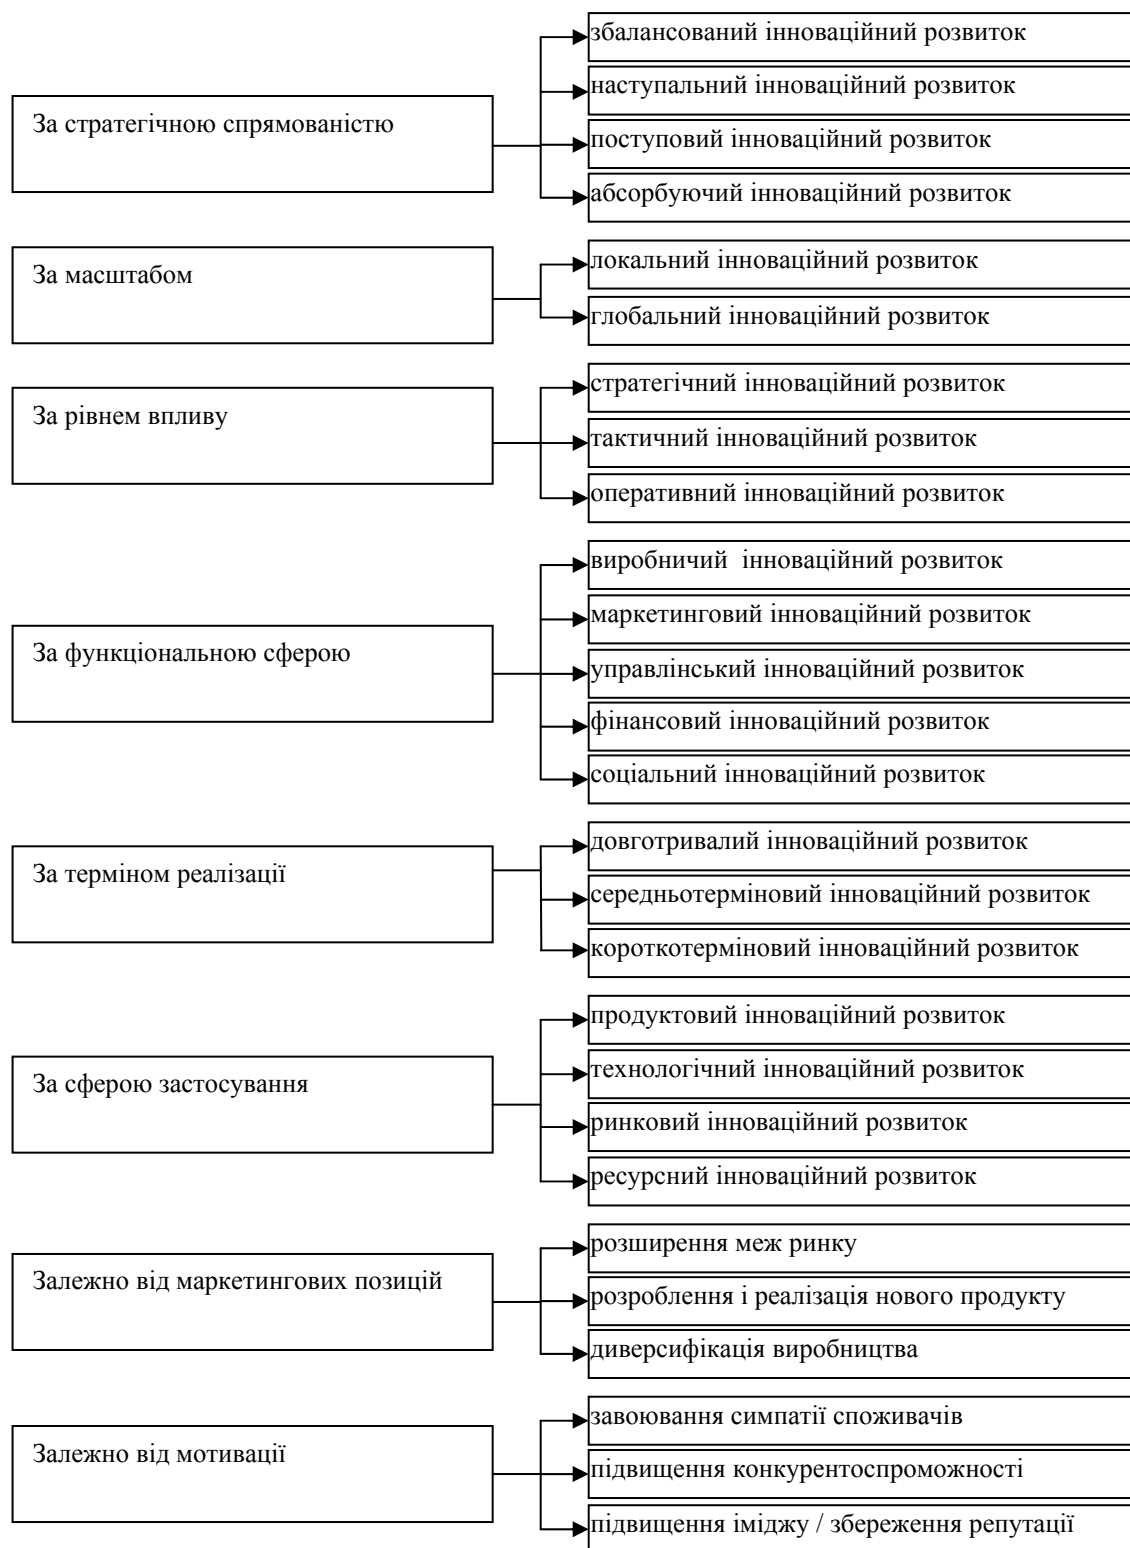 За стратегічною спрямованістю
збалансований інноваційний розвиток
наступальний інноваційний розвиток
поступовий інноваційний розвиток
абсорбуючий інноваційний розвиток
За масштабом
локальний інноваційний розвиток
глобальний інноваційний розвиток
За рівнем впливу
стратегічний інноваційний розвиток
тактичний інноваційний розвиток
оперативний інноваційний розвиток
За функціональною сферою
виробничий  інноваційний розвиток
маркетинговий інноваційний розвиток
управлінський інноваційний розвиток
фінансовий інноваційний розвиток
соціальний інноваційний розвиток
За терміном реалізації
довготривалий інноваційний розвиток
середньотерміновий інноваційний розвиток
короткотерміновий інноваційний розвиток
За сферою застосування
продуктовий інноваційний розвиток
технологічний інноваційний розвиток
ринковий інноваційний розвиток
ресурсний інноваційний розвиток
Залежно від маркетингових позицій
розширення меж ринку
розроблення і реалізація нового продукту
диверсифікація виробництва
Залежно від мотивації
завоювання симпатії споживачів
підвищення конкурентоспроможності
підвищення іміджу / збереження репутації